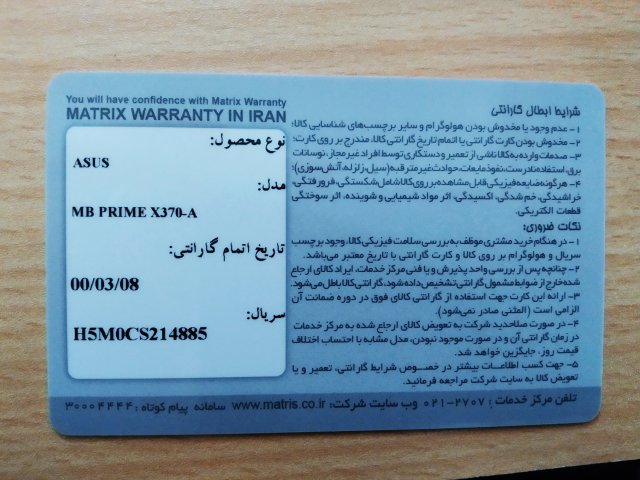 You will have confidence with Matrix Warranty
MATRIX WARRANTY IN IRAN
نوع محصول:
ASUS
مدل:
MB PRIME X370-A
تاریخ اتمام گارانتی:
00/03/08
سریال:
H5M0CS214885
شرایط ابطال گارانتی
۱- عدم وجود یا مخدوش بودن هولوگرام و سایر برچسب‌های شناسایی کالا؛
۲- مخدوش بودن کارت گارانتی یا اتمام تاریخ گارانتی کالا، مندرج بر روی کارت؛
۳- صدمات وارده به کالا ناشی از تعمیر و دستکاری توسط افراد غیرمجاز، نوسانات
برق، استفاده نادرست، نفوذ مایعات، حوادث غیر مترقبه (سیل، زلزله، آتش‌سوزی)؛
۴- هرگونه ضایعه فیزیکی قابل مشاهده بر روی کالا شامل شکستگی، فرورفتگی،
خراشیدگی، خم شدگی، اکسیدگی، اثر مواد شیمیایی و شوینده، اثر سوختگی
قطعات الکتریکی.
نکات ضروری:
۱- در هنگام خرید مشتری موظف به بررسی سلامت فیزیکی کالا، وجود برچسب
سریال و هولوگرام بر روی کالا و کارت گارانتی با تاریخ معتبر می‌باشد.
۲- چنانچه پس از بررسی واحد پذیرش و یا فنی مرکز خدمات، ایراد کالای ارجاع
شده خارج از ضوابط مشمول گارانتی تشخیص داده شود، گارانتی کالا باطل می‌شود.
۳- ارائه این کارت جهت استفاده از گارانتی کالای فوق در دوره ضمانت آن
الزامی است (المثنی صادر نمی‌شود).
۴- در صورت صلاحدید شرکت به تعویض کالای ارجاع شده به مرکز خدمات
در زمان گارانتی آن و در صورت موجود نبودن، مدل مشابه با احتساب اختلاف
قیمت روز، جایگزین خواهد شد.
۵- جهت کسب اطلاعات بیشتر در خصوص شرایط گارانتی، تعمیر و یا
تعویض کالا به سایت شرکت مراجعه فرمائید.
تلفن مرکز خدمات : ۰۲۱-۲۷۰۷ وب سایت شرکت: www.matris.co.ir سامانه پیام کوتاه : ۳۰۰۰۴۴۴۴